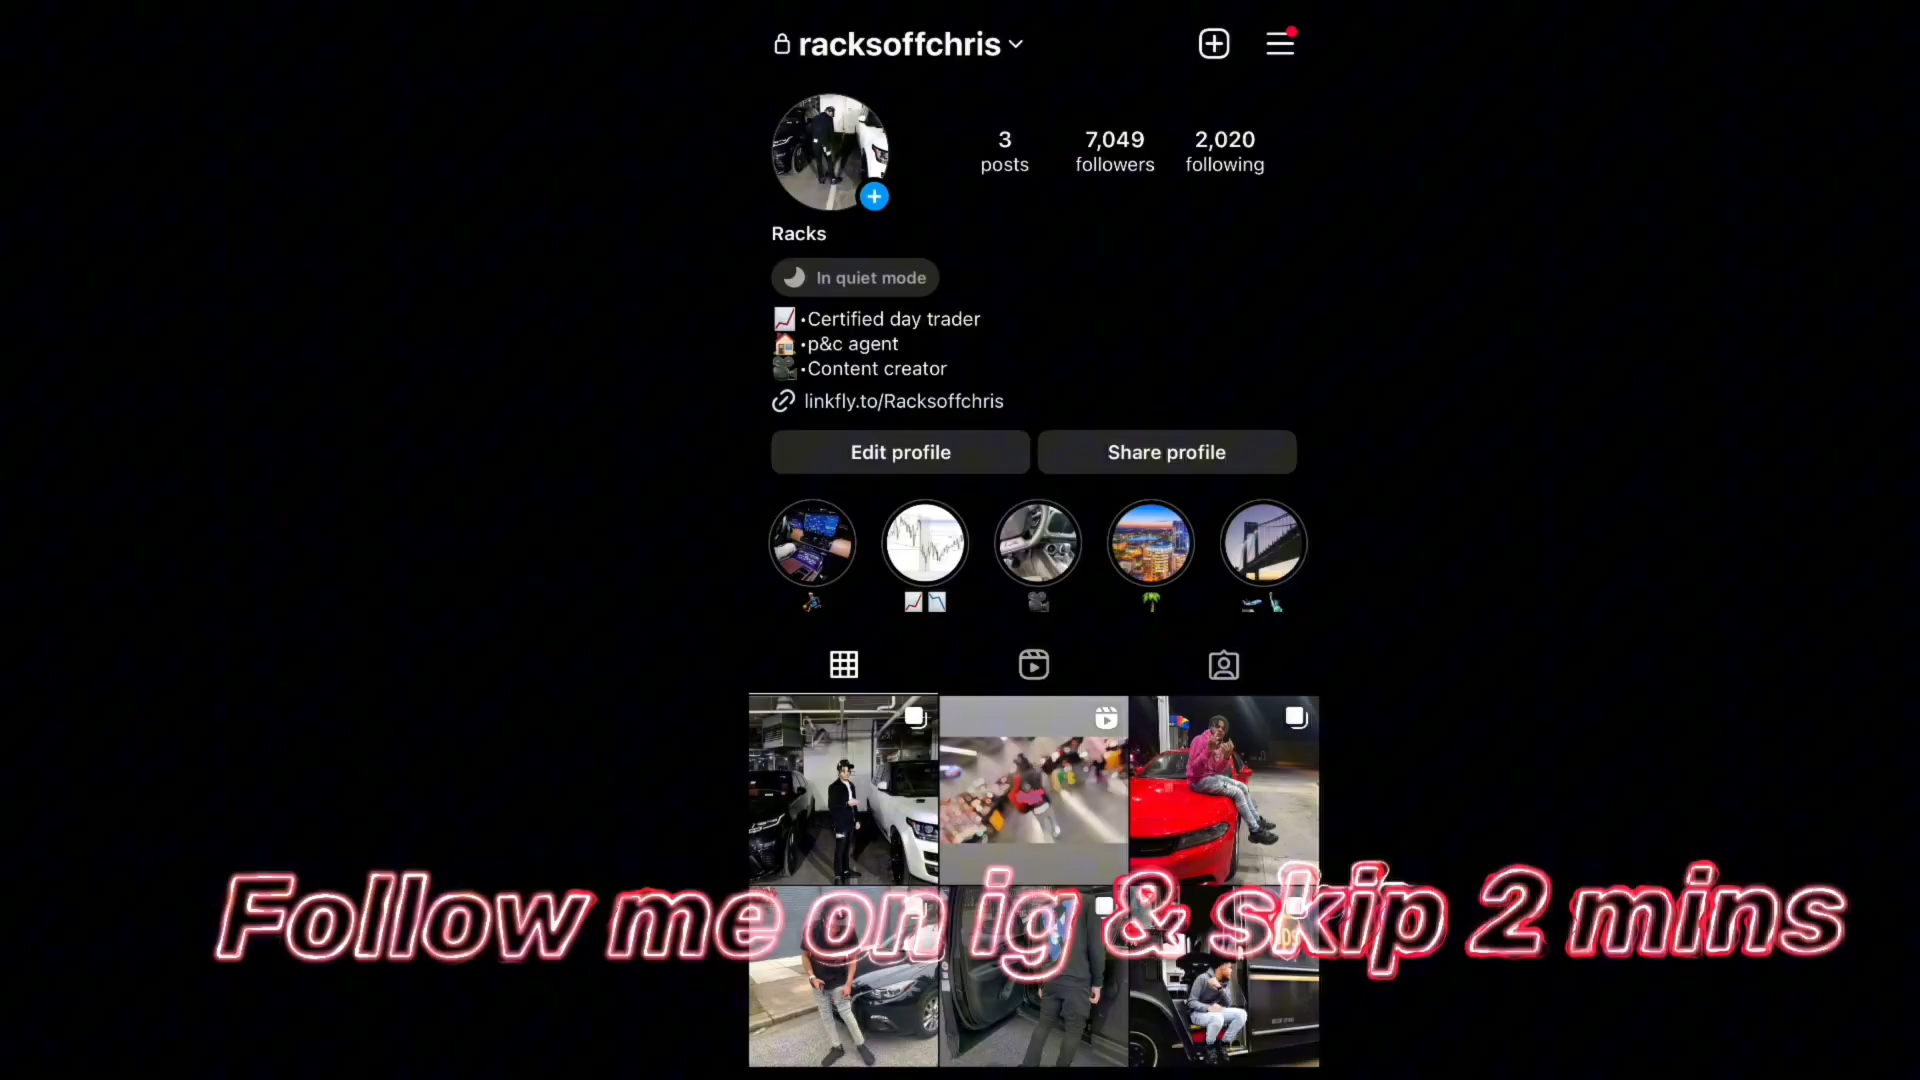 racksoffchris
3 posts
7,049 followers
2,020 following
Racks
In quiet mode
•Certified day trader
•p&c agent
•Content creator
linkfly.to/Racksoffchris
Edit profile
Share profile
Follow me on ig & skip 2 mins